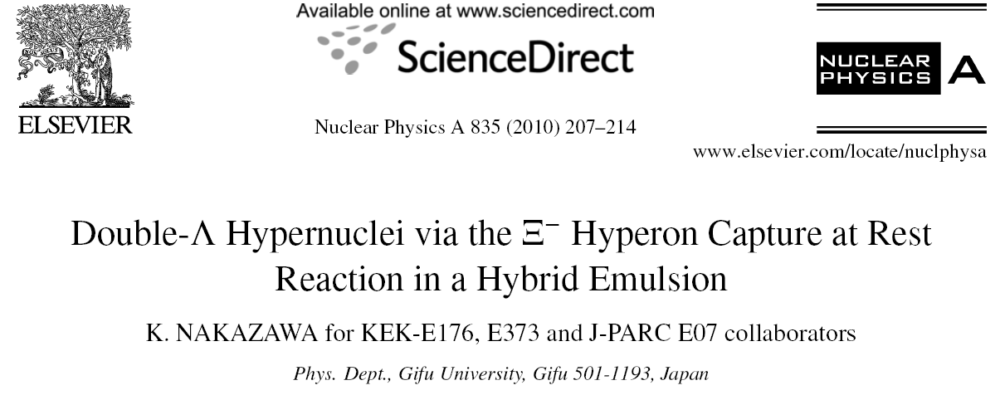 Available online at www.sciencedirect.com
ScienceDirect
NUCLEAR
PHYSICS A
ELSEVIER
Nuclear Physics A 835 (2010) 207–214
www.elsevier.com/locate/nuclphysa
Double-Λ Hypernuclei via the Ξ⁻ Hyperon Capture at Rest
Reaction in a Hybrid Emulsion
K. NAKAZAWA for KEK-E176, E373 and J-PARC E07 collaborators
Phys. Dept., Gifu University, Gifu 501-1193, Japan